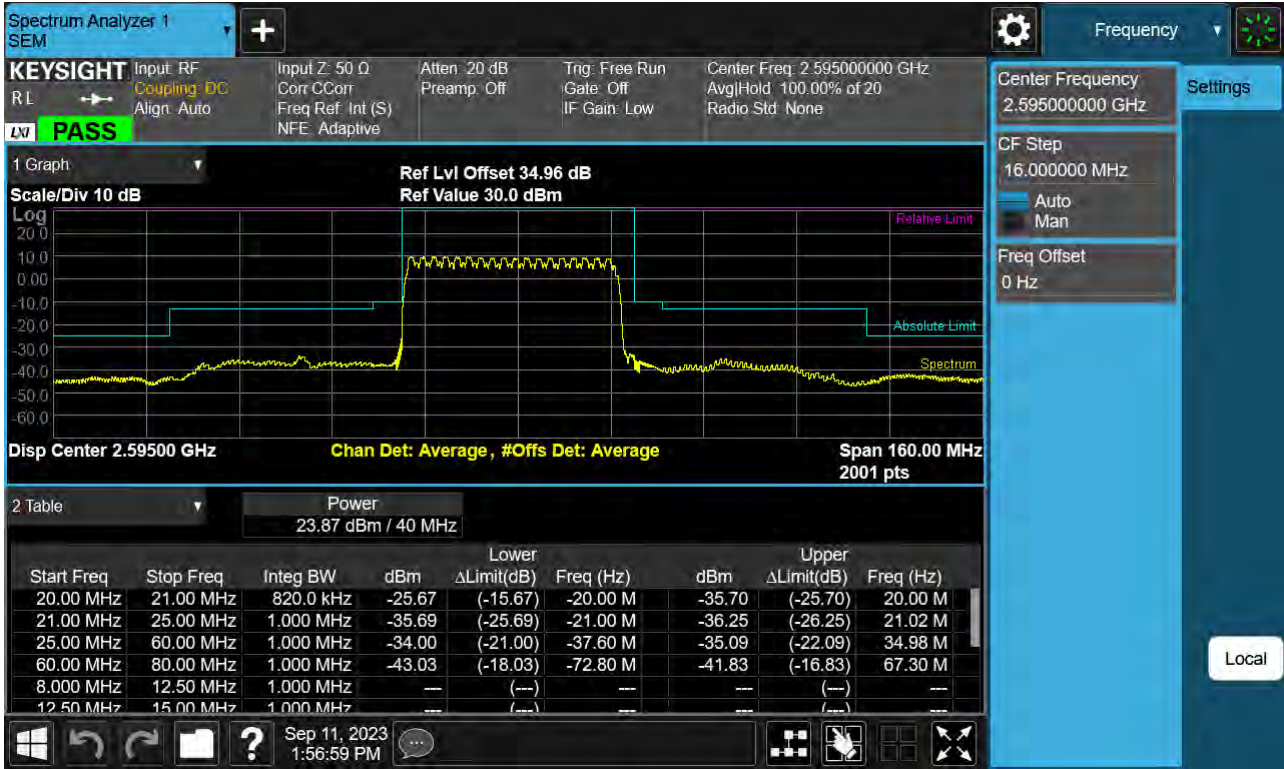 Spectrum Analyzer 1
SEM
Frequency
KEYSIGHT
R L
LXI
PASS
Input: RF
Coupling: DC
Align: Auto
Input Z: 50 Ω
Corr CCorr
Freq Ref: Int (S)
NFE: Adaptive
Atten: 20 dB
Preamp: Off
Trig: Free Run
Gate: Off
IF Gain: Low
Center Freq: 2.595000000 GHz
Avg|Hold: 100.00% of 20
Radio Std: None
Center Frequency
2.595000000 GHz
Settings
CF Step
16.000000 MHz
Auto
Man
Freq Offset
0 Hz
1 Graph
Scale/Div 10 dB
Ref Lvl Offset 34.96 dB
Ref Value 30.0 dBm
Log
20.0
10.0
0.00
-10.0
-20.0
-30.0
-40.0
-50.0
-60.0
Relative Limit
Absolute Limit
Spectrum
Disp Center 2.59500 GHz
Chan Det: Average , #Offs Det: Average
Span 160.00 MHz
2001 pts
2 Table
Power
23.87 dBm / 40 MHz
Lower Upper
Start Freq Stop Freq Integ BW dBm ΔLimit(dB) Freq (Hz) dBm ΔLimit(dB) Freq (Hz)
20.00 MHz 21.00 MHz 820.0 kHz -25.67 (-15.67) -20.00 M -35.70 (-25.70) 20.00 M
21.00 MHz 25.00 MHz 1.000 MHz -35.69 (-25.69) -21.00 M -36.25 (-26.25) 21.02 M
25.00 MHz 60.00 MHz 1.000 MHz -34.00 (-21.00) -37.60 M -35.09 (-22.09) 34.98 M
60.00 MHz 80.00 MHz 1.000 MHz -43.03 (-18.03) -72.80 M -41.83 (-16.83) 67.30 M
8.000 MHz 12.50 MHz 1.000 MHz --- (---) --- --- (---) ---
12.50 MHz 15.00 MHz 1.000 MHz --- (---) --- --- (---) ---
Local
Sep 11, 2023
1:56:59 PM